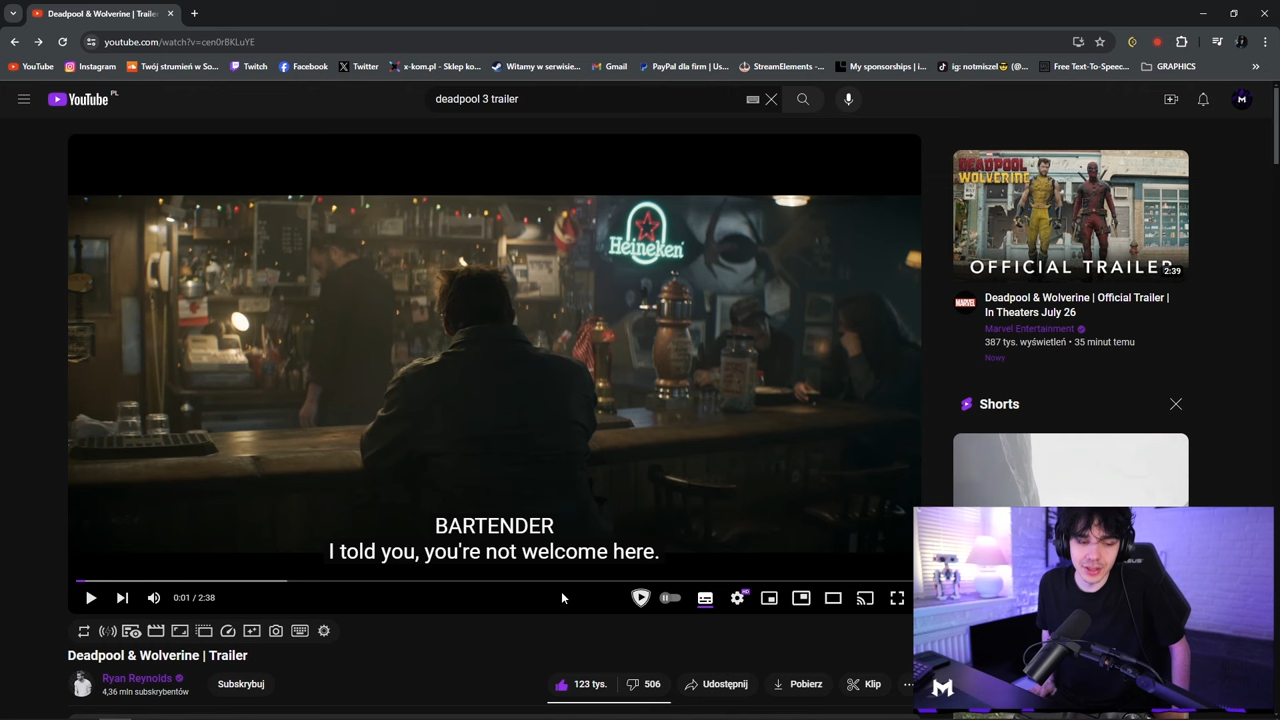 Deadpool & Wolverine | Trailer
youtube.com/watch?v=cen0rBKLuYE
YouTube
Instagram
Twój strumień w So...
Twitch
Facebook
Twitter
x-kom.pl - Sklep ko...
Witamy w serwisie...
Gmail
PayPal dla firm | Us...
StreamElements -...
My sponsorships | i...
ig: notmiszel😎 (@...
Free Text-To-Speec...
GRAPHICS
YouTube PL
deadpool 3 trailer
M
Heineken
BARTENDER
I told you, you're not welcome here.
0:01 / 2:38
HD
Deadpool & Wolverine | Trailer
Ryan Reynolds
4,36 mln subskrybentów
Subskrybuj
123 tys.
506
Udostępnij
Pobierz
Klip
DEADPOOL
WOLVERINE
OFFICIAL TRAILER
2:39
MARVEL
Deadpool & Wolverine | Official Trailer |
In Theaters July 26
Marvel Entertainment
387 tys. wyświetleń • 35 minut temu
Nowy
Shorts
ASUS
M